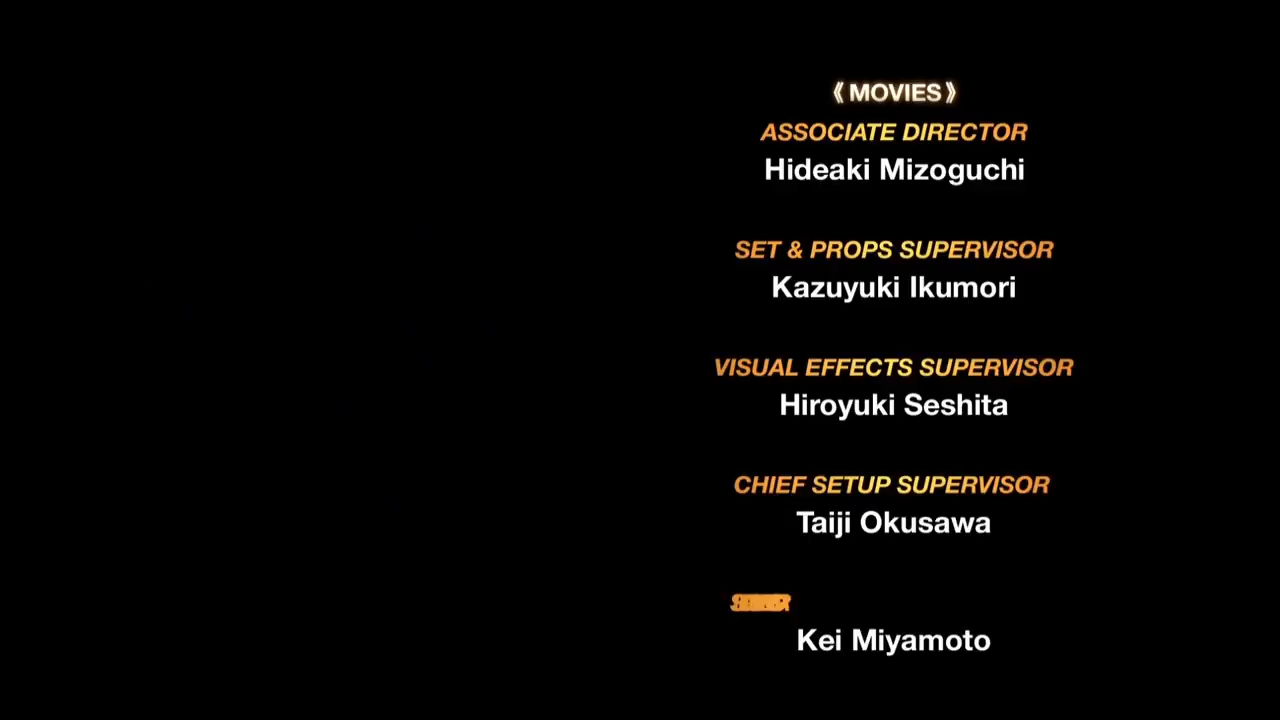 《MOVIES》
ASSOCIATE DIRECTOR
Hideaki Mizoguchi
SET & PROPS SUPERVISOR
Kazuyuki Ikumori
VISUAL EFFECTS SUPERVISOR
Hiroyuki Seshita
CHIEF SETUP SUPERVISOR
Taiji Okusawa
Kei Miyamoto